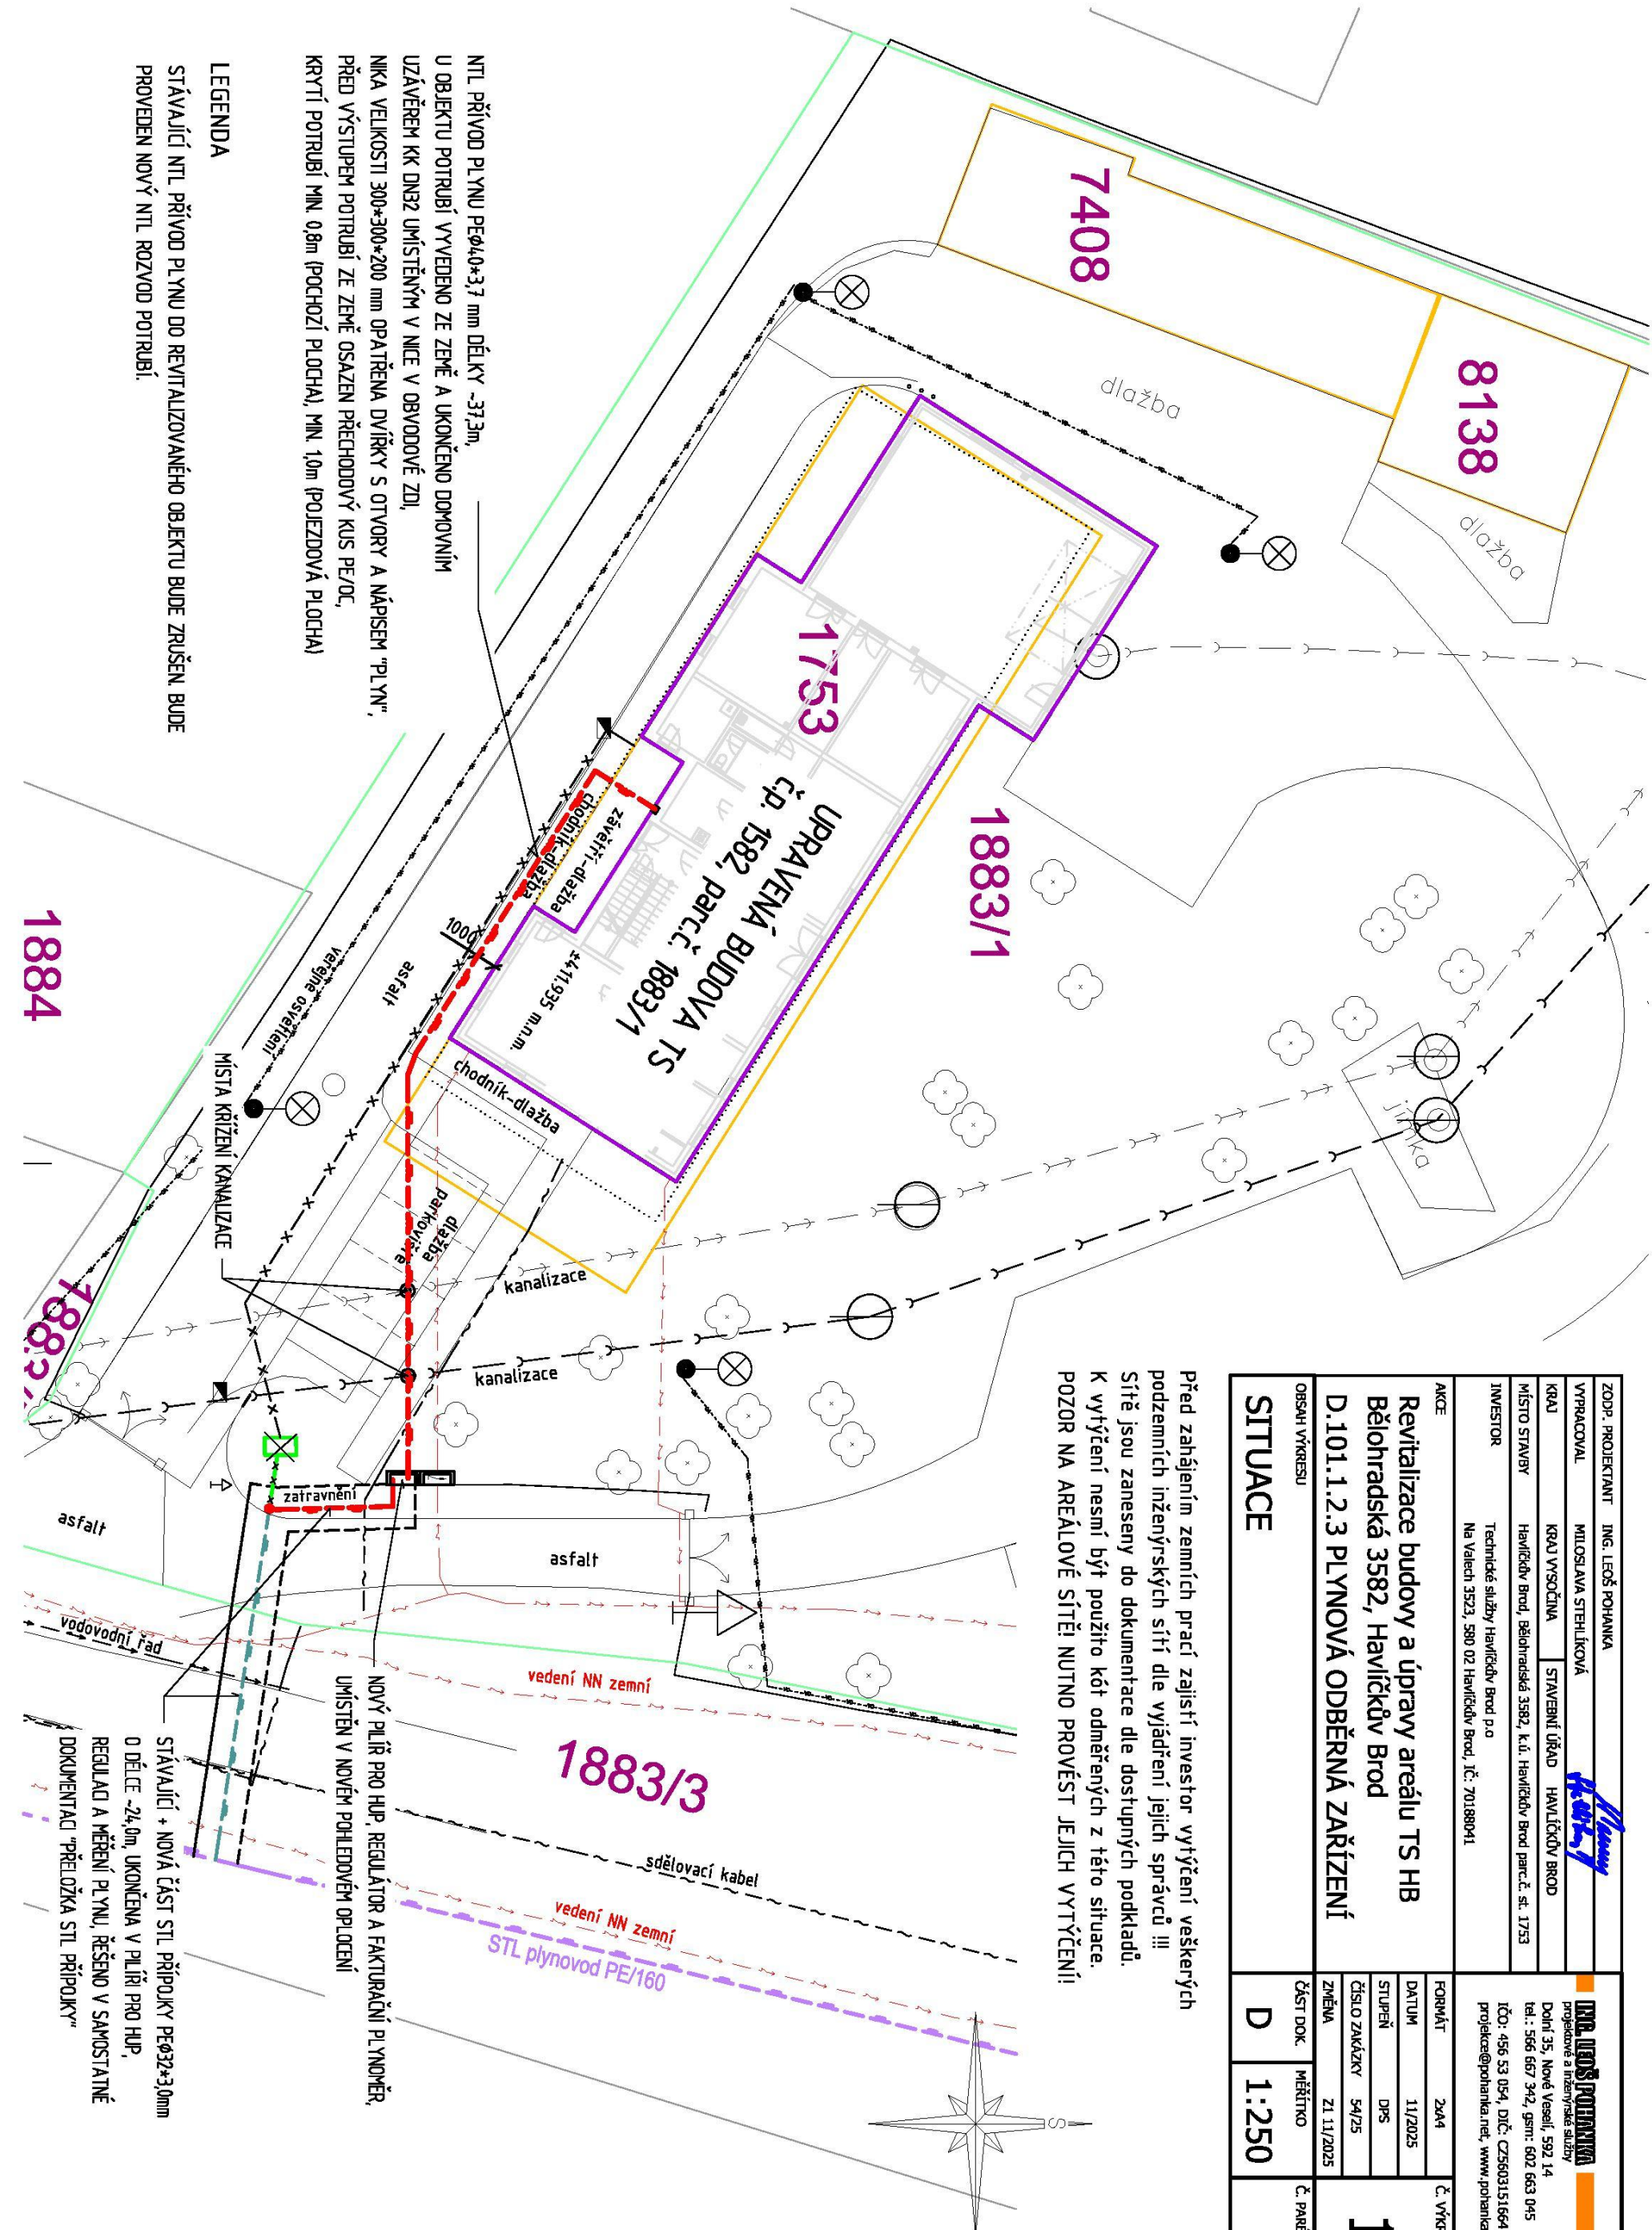 NTL PŘÍVOD PLYNU PEØ40*3,7 mm DÉLKY ~37,3m,
U OBJEKTU POTRUBÍ VYVEDENO ZE ZEMĚ A UKONČENO DOMOVNÍM
UZÁVĚREM KK DN32 UMÍSTĚNÝM V NICE V OBVODOVÉ ZDI,
NIKA VELIKOSTI 300*300*200 mm OPATŘENA DVÍŘKY S OTVORY A NÁPISEM "PLYN",
PŘED VÝSTUPEM POTRUBÍ ZE ZEMĚ OSAZEN PŘECHODOVÝ KUS PE/OC,
KRYTÍ POTRUBÍ MIN. 0,8m (POCHOZÍ PLOCHA), MIN. 1,0m (POJEZDOVÁ PLOCHA)
LEGENDA
STÁVAJÍCÍ NTL PŘÍVOD PLYNU DO REVITALIZOVANÉHO OBJEKTU BUDE ZRUŠEN. BUDE
PROVEDEN NOVÝ NTL ROZVOD POTRUBÍ.
7408
8138
dlažba
dlažba
1753
1883/1
UPRAVENÁ BUDOVA TS
čp. 1582, parc.č. 1883/1
±411.935 m.n.m.
závětří-dlažba
chodník-dlažba
1000
asfalt
veřejné osvětlení
1884
chodník-dlažba
MÍSTA KŘÍŽENÍ KANALIZACE
dlažba
parkoviště
kanalizace
kanalizace
jímka
zatravnění
asfalt
asfalt
vodovodní řad
vedení NN zemní
1883/3
sdělovací kabel
vedení NN zemní
STL plynovod PE/160
NOVÝ PILÍŘ PRO HUP, REGULÁTOR A FAKTURAČNÍ PLYNOMĚR,
UMÍSTĚN V NOVÉM POHLEDOVÉM OPLOCENÍ
STÁVAJÍCÍ + NOVÁ ČÁST STL PŘÍPOJKY PEØ32*3,0mm
O DÉLCE ~24,0m, UKONČENA V PILÍŘI PRO HUP,
REGULACI A MĚŘENÍ PLYNU, ŘEŠENO V SAMOSTATNÉ
DOKUMENTACI "PŘELOŽKA STL PŘÍPOJKY"
Před zahájením zemních prací zajistí investor vytýčení veškerých
podzemních inženýrských sítí dle vyjádření jejich správců !!!
Sítě jsou zaneseny do dokumentace dle dostupných podkladů.
K vytýčení nesmí být použito kót odměřených z této situace.
POZOR NA AREÁLOVÉ SÍTĚ! NUTNO PROVÉST JEJICH VYTÝČENÍ!
S
ZODP. PROJEKTANT ING. LEOŠ POHANKA
VYPRACOVAL MILOSLAVA STEHLÍKOVÁ
KRAJ KRAJ VYSOČINA STAVEBNÍ ÚŘAD HAVLÍČKŮV BROD
MÍSTO STAVBY Havlíčkův Brod, Bělohradská 3582, k.ú. Havlíčkův Brod parc.č. st. 1753
INVESTOR Technické služby Havlíčkův Brod p.o
Na Valech 3523, 580 02 Havlíčkův Brod, IČ: 70188041
AKCE
Revitalizace budovy a úpravy areálu TS HB
Bělohradská 3582, Havlíčkův Brod
D.101.1.2.3 PLYNOVÁ ODBĚRNÁ ZAŘÍZENÍ
OBSAH VÝKRESU
SITUACE
ING. LEOŠ POHANKA
projektové a inženýrské služby
Dolní 35, Nové Veselí, 592 14
tel.: 566 667 342, gsm: 602 663 045
IČO: 456 53 054, DIČ: CZ5603151664
projekce@pohanka.net, www.pohanka
FORMÁT 2xA4
DATUM 11/2025
STUPEŇ DPS
ČÍSLO ZAKÁZKY 54/25
ZMĚNA Z1 11/2025
ČÁST DOK. MĚŘÍTKO
D 1:250
Č. VÝKR
1
Č. PARÉ